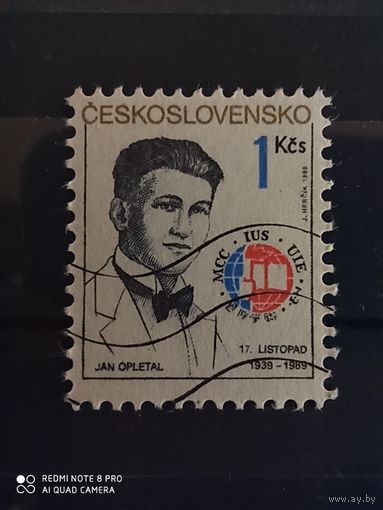 ČESKOSLOVENSKO
1 Kčs
J. HERČÍK 1989
MCC · IUS · UIE
JAN OPLETAL
17. LISTOPAD
1939 - 1989
REDMI NOTE 8 PRO
AI QUAD CAMERA
www.ay.by